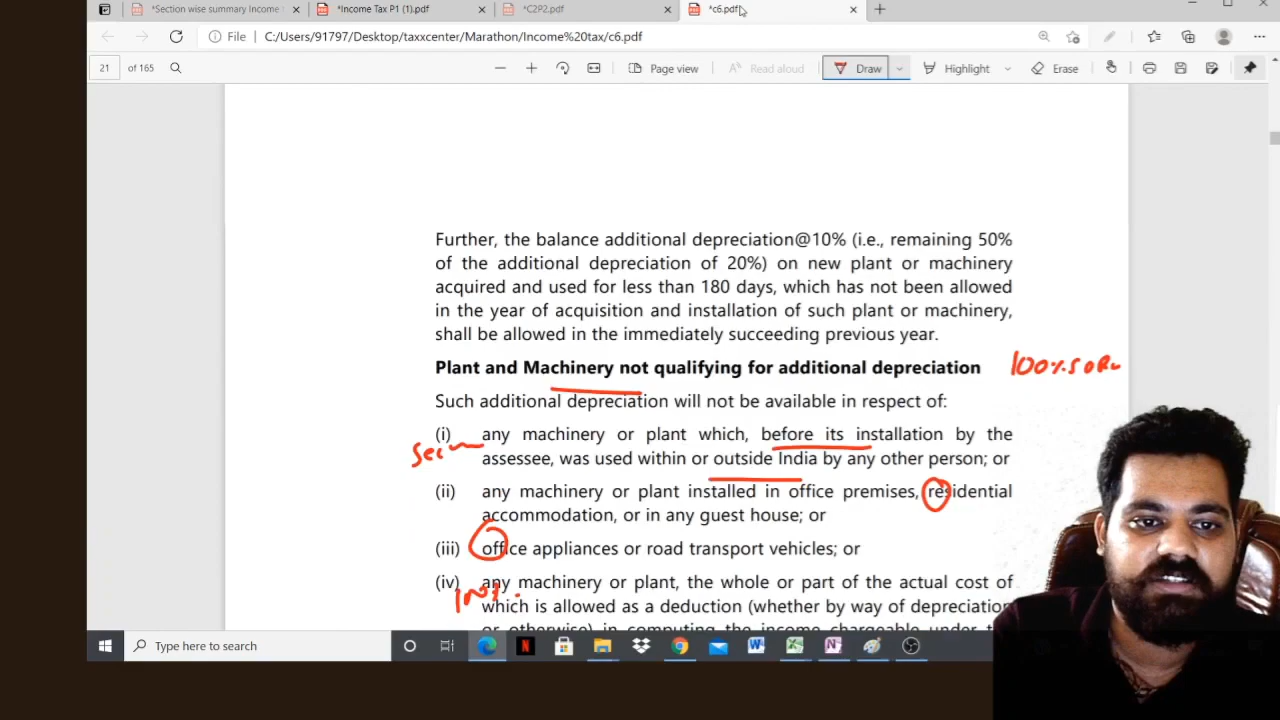 *Section wise summary Income t
*Income Tax P1 (1).pdf
*C2P2.pdf
*c6.pdf
File C:/Users/91797/Desktop/taxxcenter/Marathon/Income%20tax/c6.pdf
21 of 165 Page view Read aloud Draw Highlight Erase
Further, the balance additional depreciation@10% (i.e., remaining 50%
of the additional depreciation of 20%) on new plant or machinery
acquired and used for less than 180 days, which has not been allowed
in the year of acquisition and installation of such plant or machinery,
shall be allowed in the immediately succeeding previous year.
Plant and Machinery not qualifying for additional depreciation 100%
Such additional depreciation will not be available in respect of:
(i) any machinery or plant which, before its installation by the
Sec
assessee, was used within or outside India by any other person; or
(ii) any machinery or plant installed in office premises, residential
accommodation, or in any guest house; or
(iii) office appliances or road transport vehicles; or
(iv) any machinery or plant, the whole or part of the actual cost of
which is allowed as a deduction (whether by way of depreciation
or otherwise) in computing the income chargeable under
Type here to search